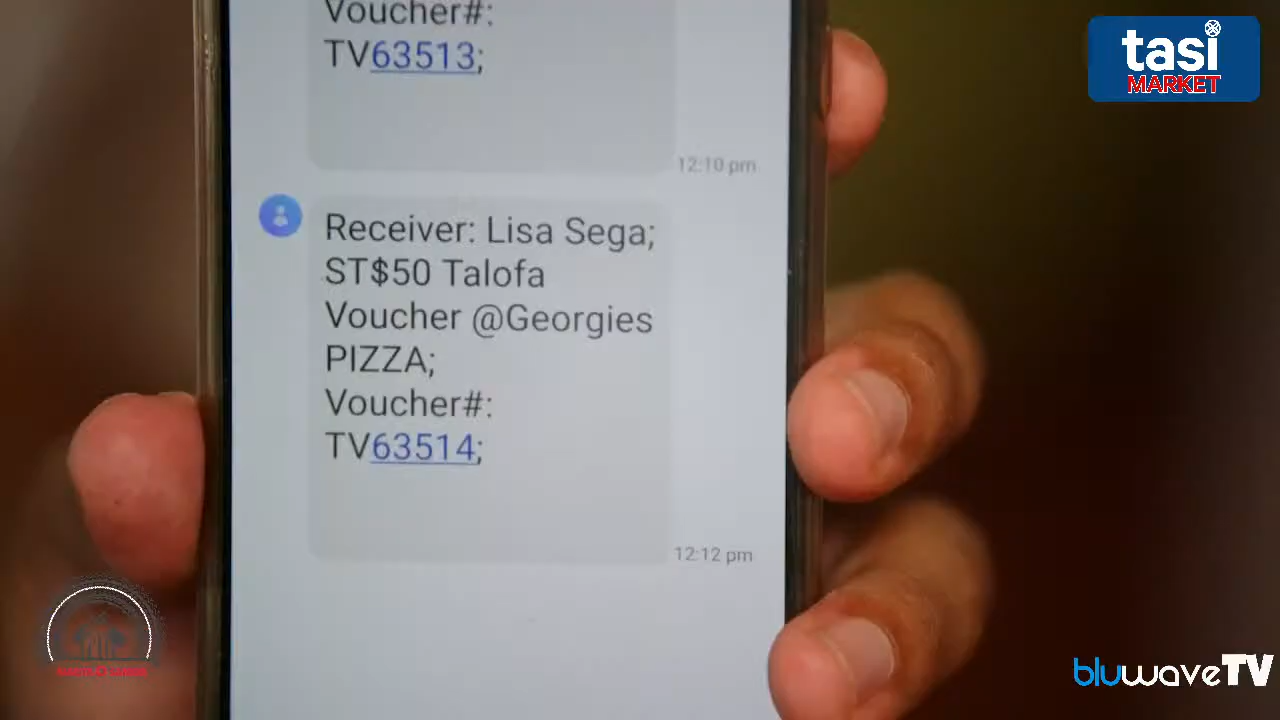 Voucher#:
TV63513;
12:10 pm
Receiver: Lisa Sega;
ST$50 Talofa
Voucher @Georgies
PIZZA;
Voucher#:
TV63514;
12:12 pm
tasi
MARKET
bluwaveTV